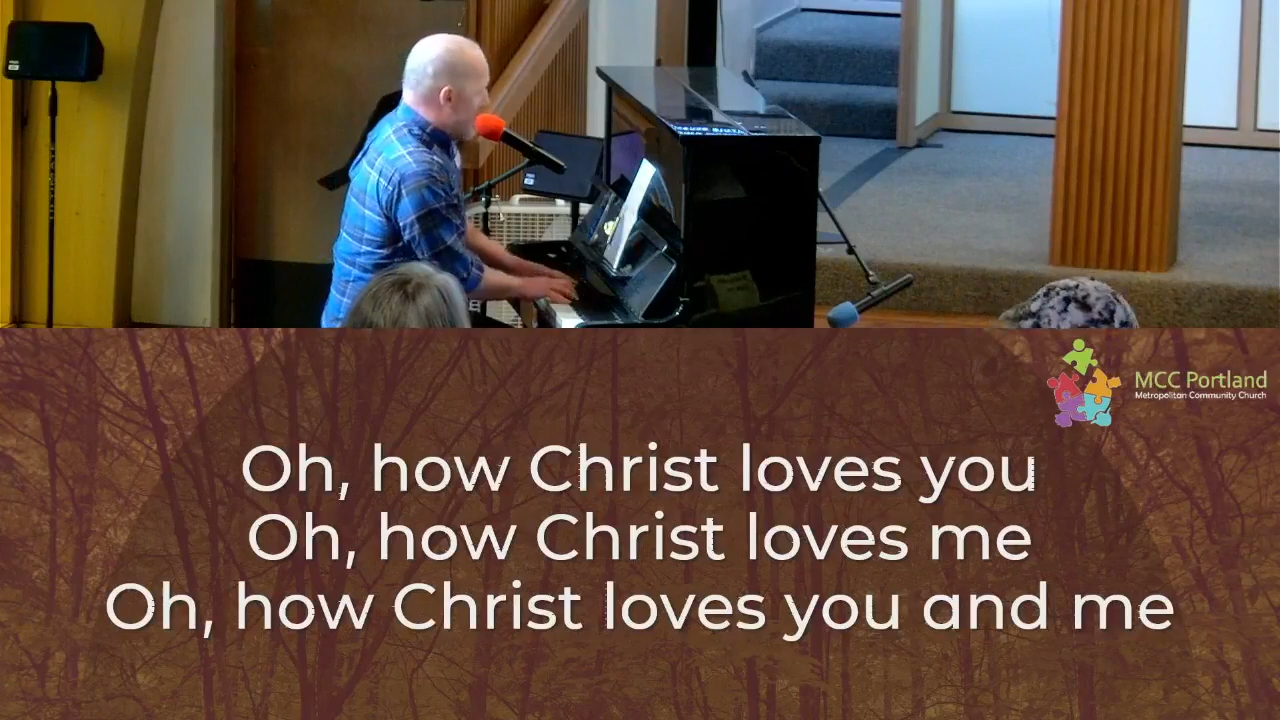 MCC Portland
Metropolitan Community Church
Oh, how Christ loves you
Oh, how Christ loves me
Oh, how Christ loves you and me